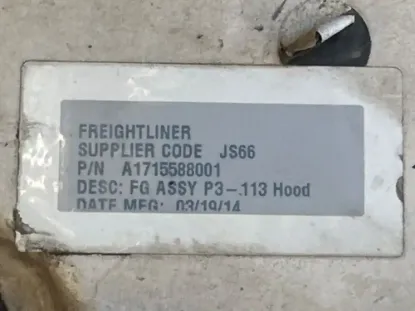 FREIGHTLINER
SUPPLIER CODE JS66
P/N A1715588001
DESC: FG ASSY P3-.113 Hood
DATE MFG: 03/19/14